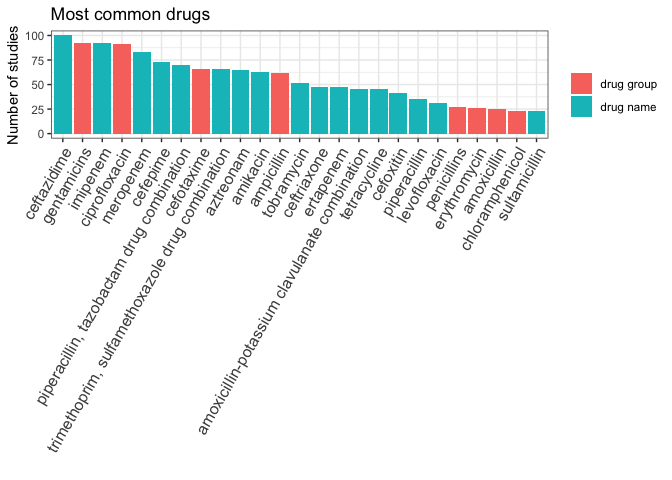 Most common drugs
Number of studies
100
75
50
25
0
ceftazidime
gentamicins
imipenem
ciprofloxacin
meropenem
cefepime
piperacillin, tazobactam drug combination
cefotaxime
trimethoprim, sulfamethoxazole drug combination
aztreonam
amikacin
ampicillin
tobramycin
ceftriaxone
ertapenem
amoxicillin-potassium clavulanate combination
tetracycline
cefoxitin
piperacillin
levofloxacin
penicillins
erythromycin
amoxicillin
chloramphenicol
sultamicillin
drug group
drug name